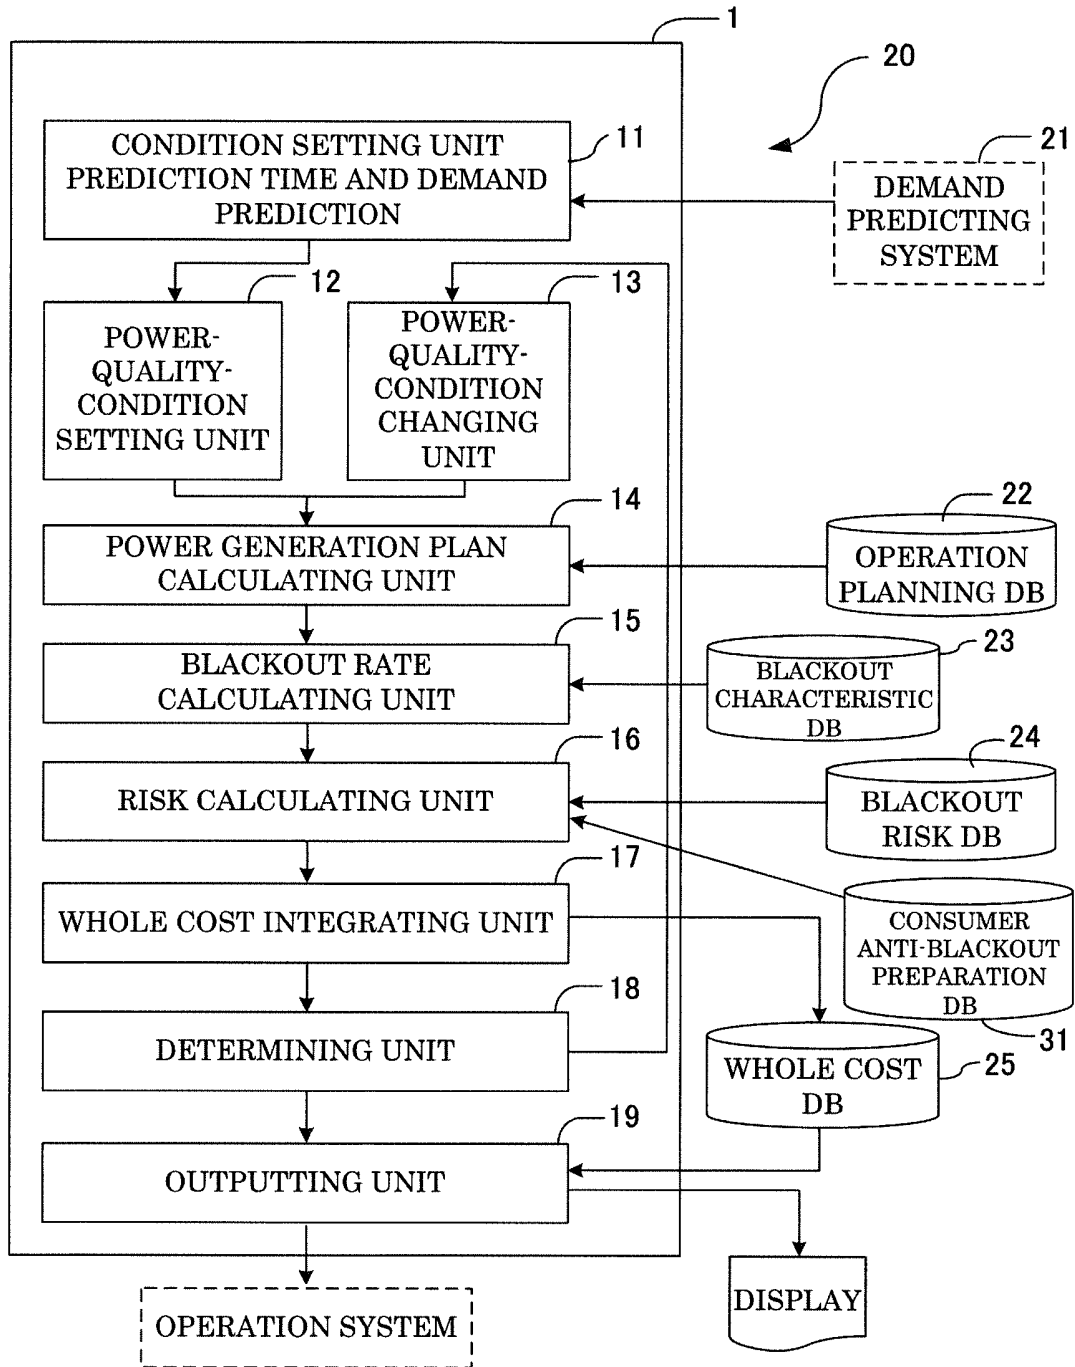 1
20
CONDITION SETTING UNIT
PREDICTION TIME AND DEMAND
PREDICTION
11
21
DEMAND
PREDICTING
SYSTEM
12
POWER-
QUALITY-
CONDITION
SETTING UNIT
13
POWER-
QUALITY-
CONDITION
CHANGING
UNIT
14
POWER GENERATION PLAN
CALCULATING UNIT
22
OPERATION
PLANNING DB
15
BLACKOUT RATE
CALCULATING UNIT
23
BLACKOUT
CHARACTERISTIC
DB
16
RISK CALCULATING UNIT
24
BLACKOUT
RISK DB
17
WHOLE COST INTEGRATING UNIT
CONSUMER
ANTI-BLACKOUT
PREPARATION
DB
31
18
DETERMINING UNIT
WHOLE COST
DB
25
19
OUTPUTTING UNIT
DISPLAY
OPERATION SYSTEM